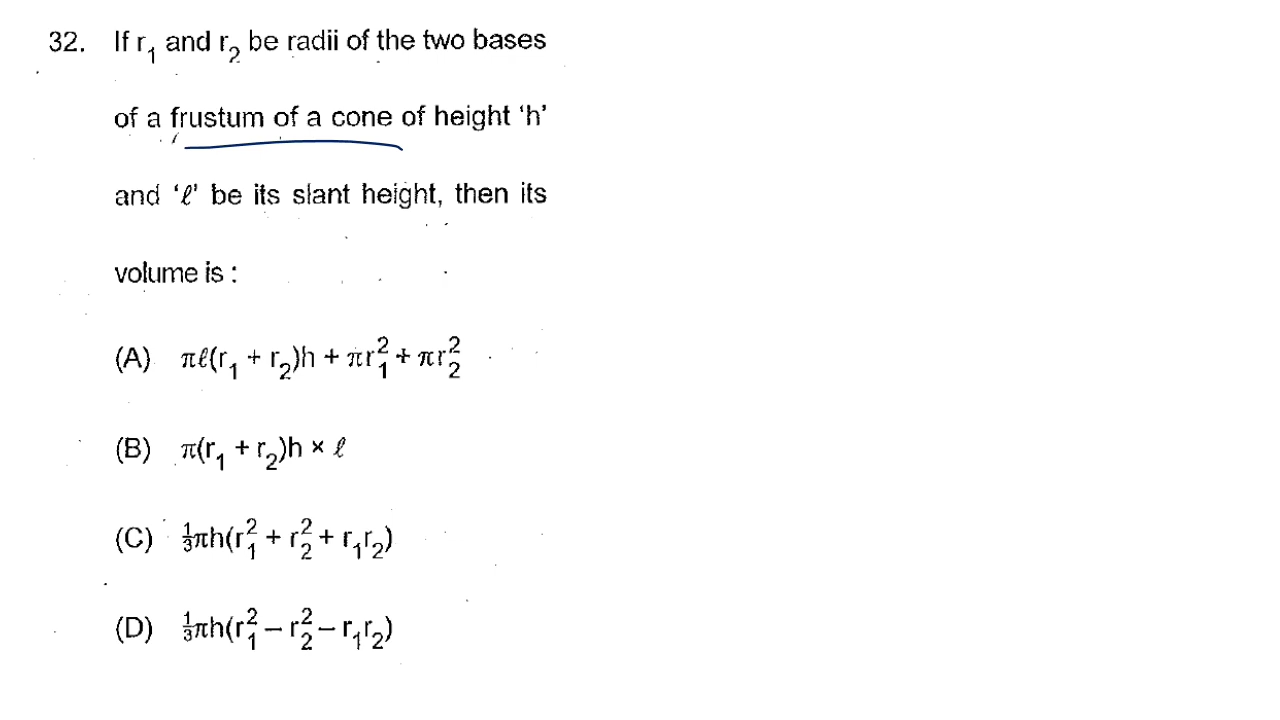 32. If r₁ and r₂ be radii of the two bases
of a frustum of a cone of height ‘h’
and ‘ℓ’ be its slant height, then its
volume is :
(A) πℓ(r₁ + r₂)h + πr₁² + πr₂²
(B) π(r₁ + r₂)h × ℓ
(C) ⅓πh(r₁² + r₂² + r₁r₂)
(D) ⅓πh(r₁² – r₂² – r₁r₂)